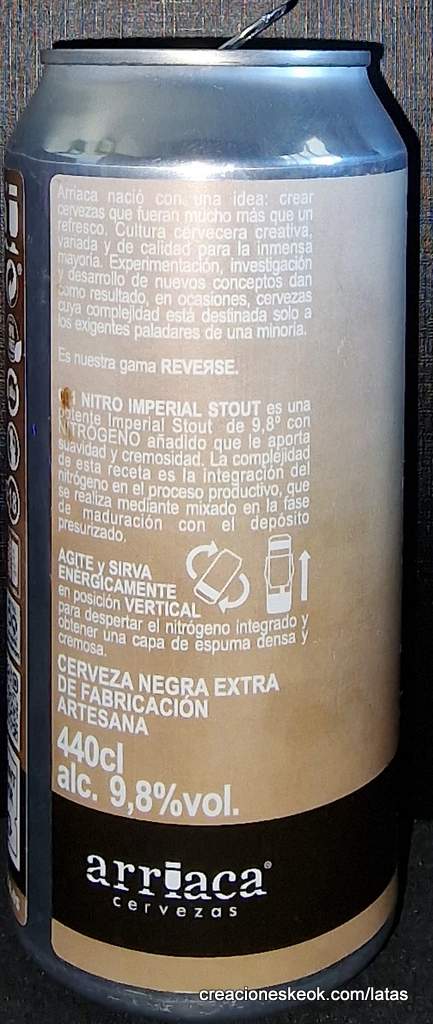 Arriaca nació con una idea: crear
cervezas que fueran mucho más que un
refresco. Cultura cervecera creativa,
variada y de calidad para la inmensa
mayoría. Experimentación, investigación
y desarrollo de nuevos conceptos dan
como resultado, en ocasiones, cervezas
cuya complejidad está destinada solo a
los exigentes paladares de una minoría.
Es nuestra gama REVEЯSE.
NITRO IMPERIAL STOUT es una
potente Imperial Stout de 9,8º con
NITRÓGENO añadido que le aporta
suavidad y cremosidad. La complejidad
de esta receta es la integración del
nitrógeno en el proceso productivo, que
se realiza mediante mixado en la fase
de maduración con el depósito
presurizado.
AGITE y SIRVA
ENÉRGICAMENTE
en posición VERTICAL
para despertar el nitrógeno integrado y
obtener una capa de espuma densa y
cremosa.
CERVEZA NEGRA EXTRA
DE FABRICACIÓN
ARTESANA
440cl
alc. 9,8%vol.
arriaca®
cervezas
creacioneskeok.com/latas